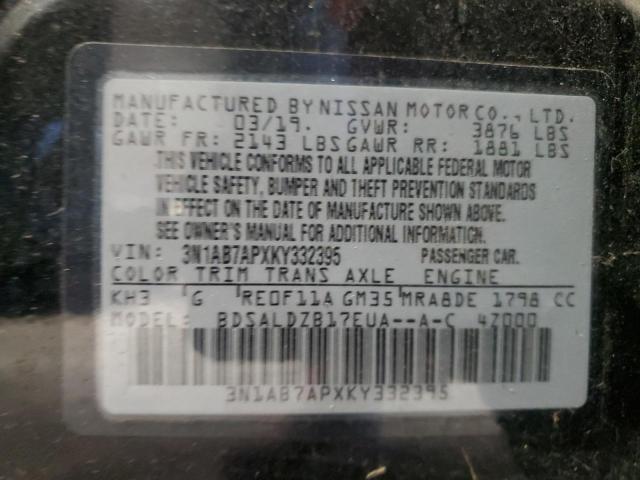 MANUFACTURED BY NISSAN MOTOR CO., LTD.
DATE: 03/19. GVWR: 3876 LBS
GAWR FR: 2143 LBS GAWR RR: 1881 LBS
THIS VEHICLE CONFORMS TO ALL APPLICABLE FEDERAL MOTOR
VEHICLE SAFETY, BUMPER AND THEFT PREVENTION STANDARDS
IN EFFECT ON THE DATE OF MANUFACTURE SHOWN ABOVE.
SEE OWNER'S MANUAL FOR ADDITIONAL INFORMATION.
VIN: 3N1AB7APXKY332395 PASSENGER CAR.
COLOR TRIM TRANS AXLE ENGINE
KH3 G RE0F11A GM35 MRA8DE 1798 CC
MODEL BDSALDZB17EUA--A-C 4Z000
3N1AB7APXKY332395